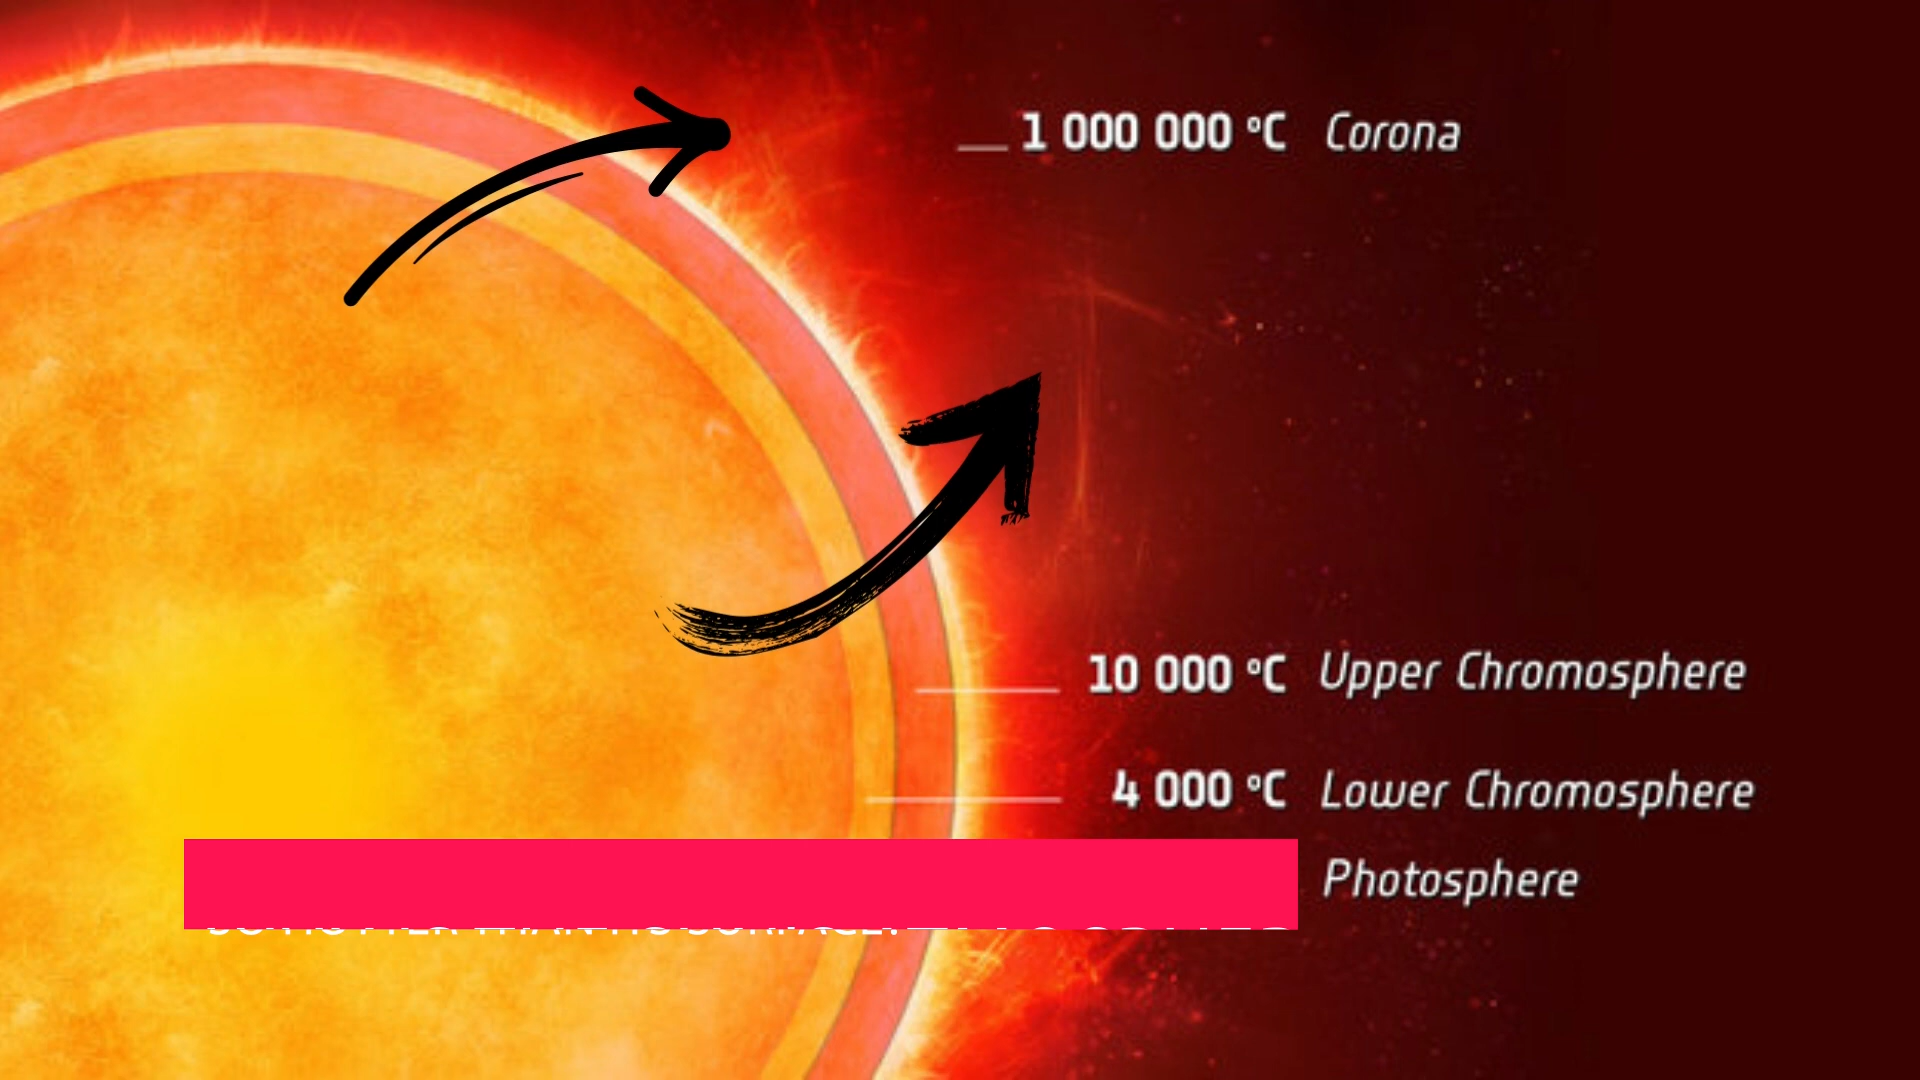 1 000 000 °C Corona
10 000 °C Upper Chromosphere
4 000 °C Lower Chromosphere
Photosphere